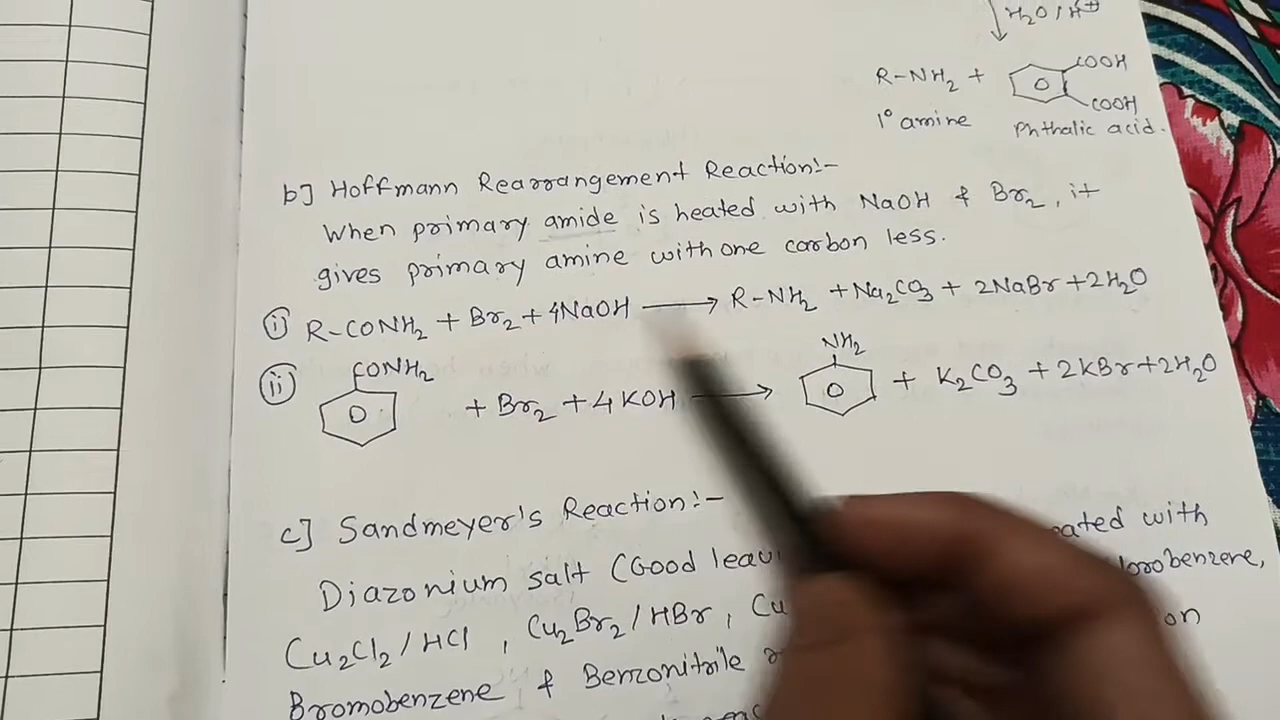 H2O / H⊕
R-NH2 + COOH
COOH
1° amine Phthalic acid.
b] Hoffmann Rearrangement Reaction:-
When primary amide is heated with NaOH & Br2, it
gives primary amine with one carbon less.
i) R-CONH2 + Br2 + 4NaOH ⟶ R-NH2 + Na2CO3 + 2NaBr + 2H2O
ii) CONH2 + Br2 + 4KOH ⟶ NH2 + K2CO3 + 2KBr + 2H2O
c] Sandmeyer's Reaction:-
Diazonium salt (Good with
Cu2Cl2/HCl, Cu2Br2/HBr, Cu
Bromobenzene & Benzonitrile